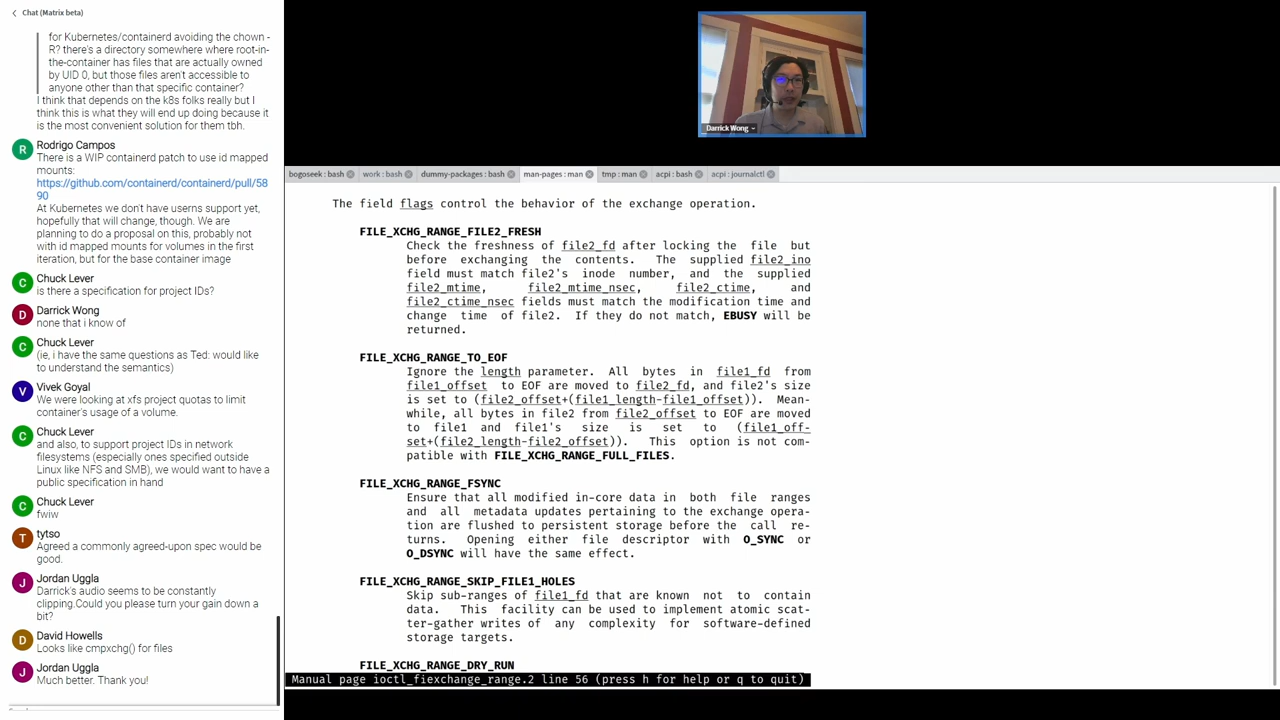 Chat (Matrix beta)
for Kubernetes/containerd avoiding the chown -
R? there's a directory somewhere where root-in-
the-container has files that are actually owned
by UID 0, but those files aren't accessible to
anyone other than that specific container?
I think that depends on the k8s folks really but I
think this is what they will end up doing because it
is the most convenient solution for them tbh.
R
Rodrigo Campos
There is a WIP containerd patch to use id mapped
mounts:
https://github.com/containerd/containerd/pull/58
90
At Kubernetes we don't have userns support yet,
hopefully that will change, though. We are
planning to do a proposal on this, probably not
with id mapped mounts for volumes in the first
iteration, but for the base container image
C
Chuck Lever
is there a specification for project IDs?
D
Darrick Wong
none that i know of
C
Chuck Lever
(ie, i have the same questions as Ted: would like
to understand the semantics)
V
Vivek Goyal
We were looking at xfs project quotas to limit
container's usage of a volume.
C
Chuck Lever
and also, to support project IDs in network
filesystems (especially ones specified outside
Linux like NFS and SMB), we would want to have a
public specification in hand
C
Chuck Lever
fwiw
T
tytso
Agreed a commonly agreed-upon spec would be
good.
J
Jordan Uggla
Darrick's audio seems to be constantly
clipping.Could you please turn your gain down a
bit?
D
David Howells
Looks like cmpxchg() for files
J
Jordan Uggla
Much better. Thank you!
Darrick Wong
bogoseek : bash work : bash dummy-packages : bash man-pages : man tmp : man acpi : bash acpi : journalctl
The field flags control the behavior of the exchange operation.
FILE_XCHG_RANGE_FILE2_FRESH
Check the freshness of file2_fd after locking the file but
before exchanging the contents. The supplied file2_ino
field must match file2's inode number, and the supplied
file2_mtime, file2_mtime_nsec, file2_ctime, and
file2_ctime_nsec fields must match the modification time and
change time of file2. If they do not match, EBUSY will be
returned.
FILE_XCHG_RANGE_TO_EOF
Ignore the length parameter. All bytes in file1_fd from
file1_offset to EOF are moved to file2_fd, and file2's size
is set to (file2_offset+(file1_length-file1_offset)). Mean-
while, all bytes in file2 from file2_offset to EOF are moved
to file1 and file1's size is set to (file1_off-
set+(file2_length-file2_offset)). This option is not com-
patible with FILE_XCHG_RANGE_FULL_FILES.
FILE_XCHG_RANGE_FSYNC
Ensure that all modified in-core data in both file ranges
and all metadata updates pertaining to the exchange opera-
tion are flushed to persistent storage before the call re-
turns. Opening either file descriptor with O_SYNC or
O_DSYNC will have the same effect.
FILE_XCHG_RANGE_SKIP_FILE1_HOLES
Skip sub-ranges of file1_fd that are known not to contain
data. This facility can be used to implement atomic scat-
ter-gather writes of any complexity for software-defined
storage targets.
FILE_XCHG_RANGE_DRY_RUN
Manual page ioctl_fiexchange_range.2 line 56 (press h for help or q to quit)